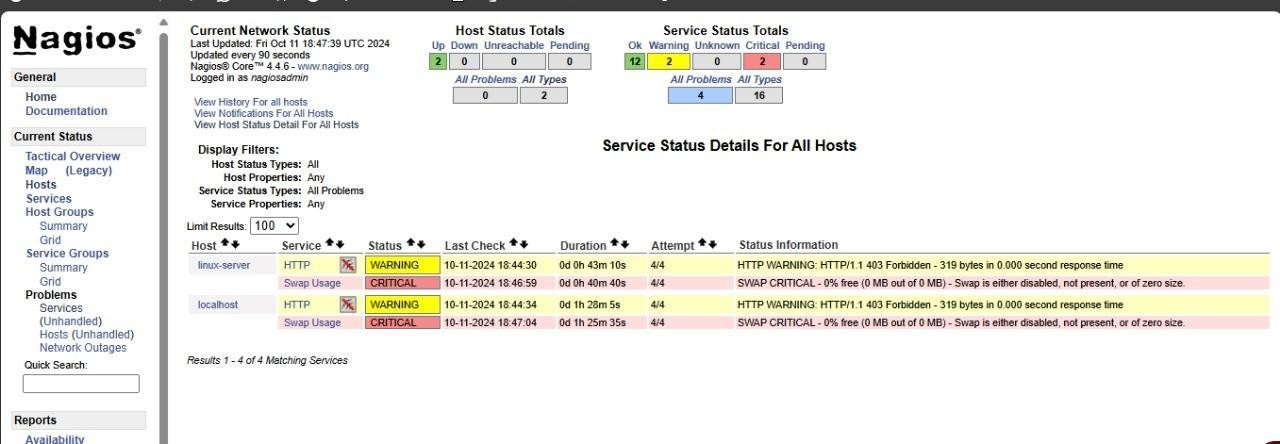 Nagios®
General
Home
Documentation
Current Status
Tactical Overview
Map (Legacy)
Hosts
Services
Host Groups
Summary
Grid
Service Groups
Summary
Grid
Problems
Services
(Unhandled)
Hosts (Unhandled)
Network Outages
Quick Search:
Reports
Availability
Current Network Status
Last Updated: Fri Oct 11 18:47:39 UTC 2024
Updated every 90 seconds
Nagios® Core™ 4.4.6 - www.nagios.org
Logged in as nagiosadmin
View History For all hosts
View Notifications For All Hosts
View Host Status Detail For All Hosts
Host Status Totals
Up Down Unreachable Pending
2 0 0 0
All Problems All Types
0 2
Service Status Totals
Ok Warning Unknown Critical Pending
12 2 0 2 0
All Problems All Types
4 16
Display Filters:
Host Status Types: All
Host Properties: Any
Service Status Types: All Problems
Service Properties: Any
Service Status Details For All Hosts
Limit Results: 100
Host Service Status Last Check Duration Attempt Status Information
linux-server HTTP WARNING 10-11-2024 18:44:30 0d 0h 43m 10s 4/4 HTTP WARNING: HTTP/1.1 403 Forbidden - 319 bytes in 0.000 second response time
Swap Usage CRITICAL 10-11-2024 18:46:59 0d 0h 40m 40s 4/4 SWAP CRITICAL - 0% free (0 MB out of 0 MB) - Swap is either disabled, not present, or of zero size.
localhost HTTP WARNING 10-11-2024 18:44:34 0d 1h 28m 5s 4/4 HTTP WARNING: HTTP/1.1 403 Forbidden - 319 bytes in 0.000 second response time
Swap Usage CRITICAL 10-11-2024 18:47:04 0d 1h 25m 35s 4/4 SWAP CRITICAL - 0% free (0 MB out of 0 MB) - Swap is either disabled, not present, or of zero size.
Results 1 - 4 of 4 Matching Services